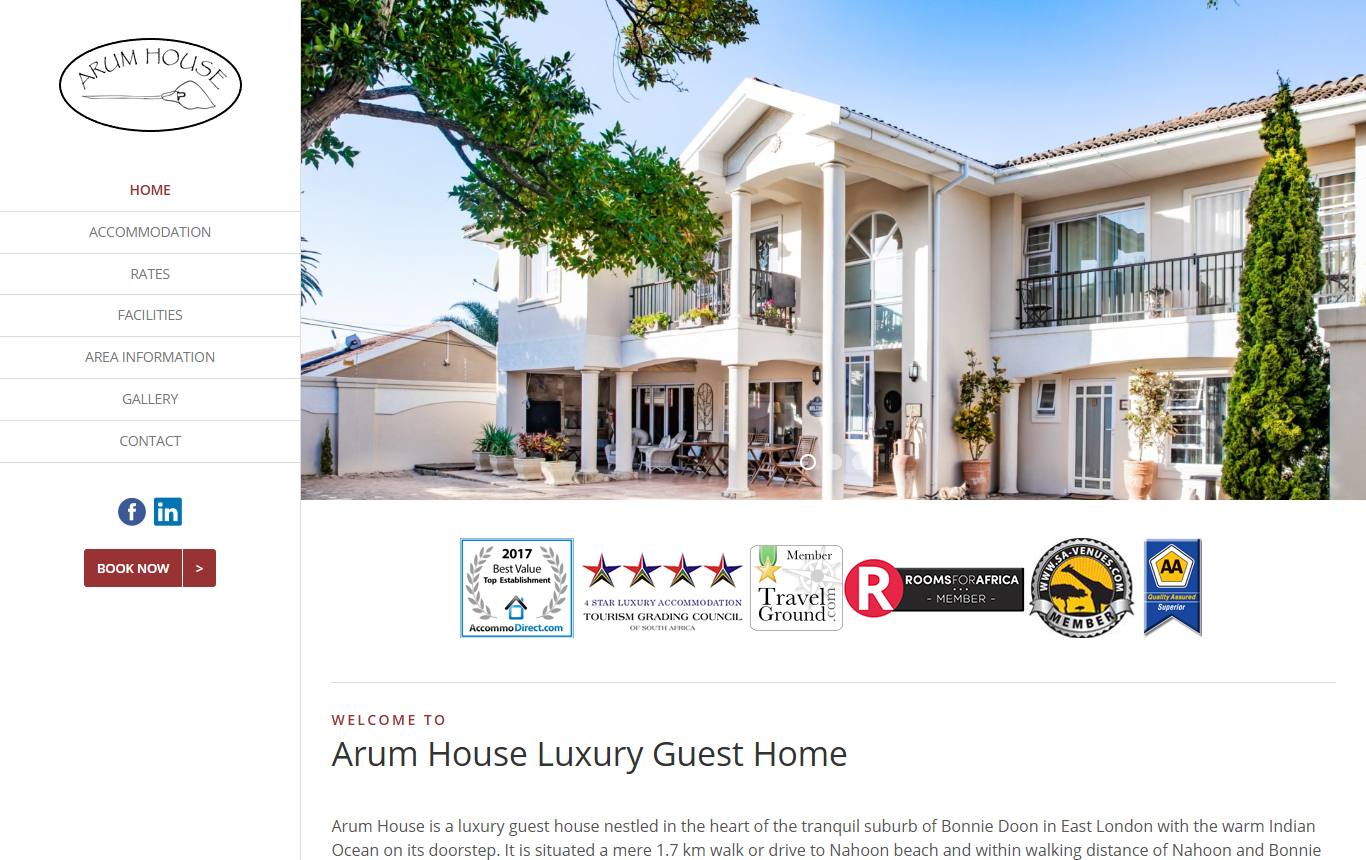 ARUM HOUSE
HOME
ACCOMMODATION
RATES
FACILITIES
AREA INFORMATION
GALLERY
CONTACT
f in
BOOK NOW >
2017
Best Value
Top Establishment
AccommoDirect.com
4 STAR LUXURY ACCOMMODATION
TOURISM GRADING COUNCIL
OF SOUTH AFRICA
Member
Travel
Ground
.com
R
ROOMSFORAFRICA
- MEMBER -
WWW.SA-VENUES.COM
MEMBER
AA
Quality Assured
Superior
WELCOME TO
Arum House Luxury Guest Home
Arum House is a luxury guest house nestled in the heart of the tranquil suburb of Bonnie Doon in East London with the warm Indian
Ocean on its doorstep. It is situated a mere 1.7 km walk or drive to Nahoon beach and within walking distance of Nahoon and Bonnie